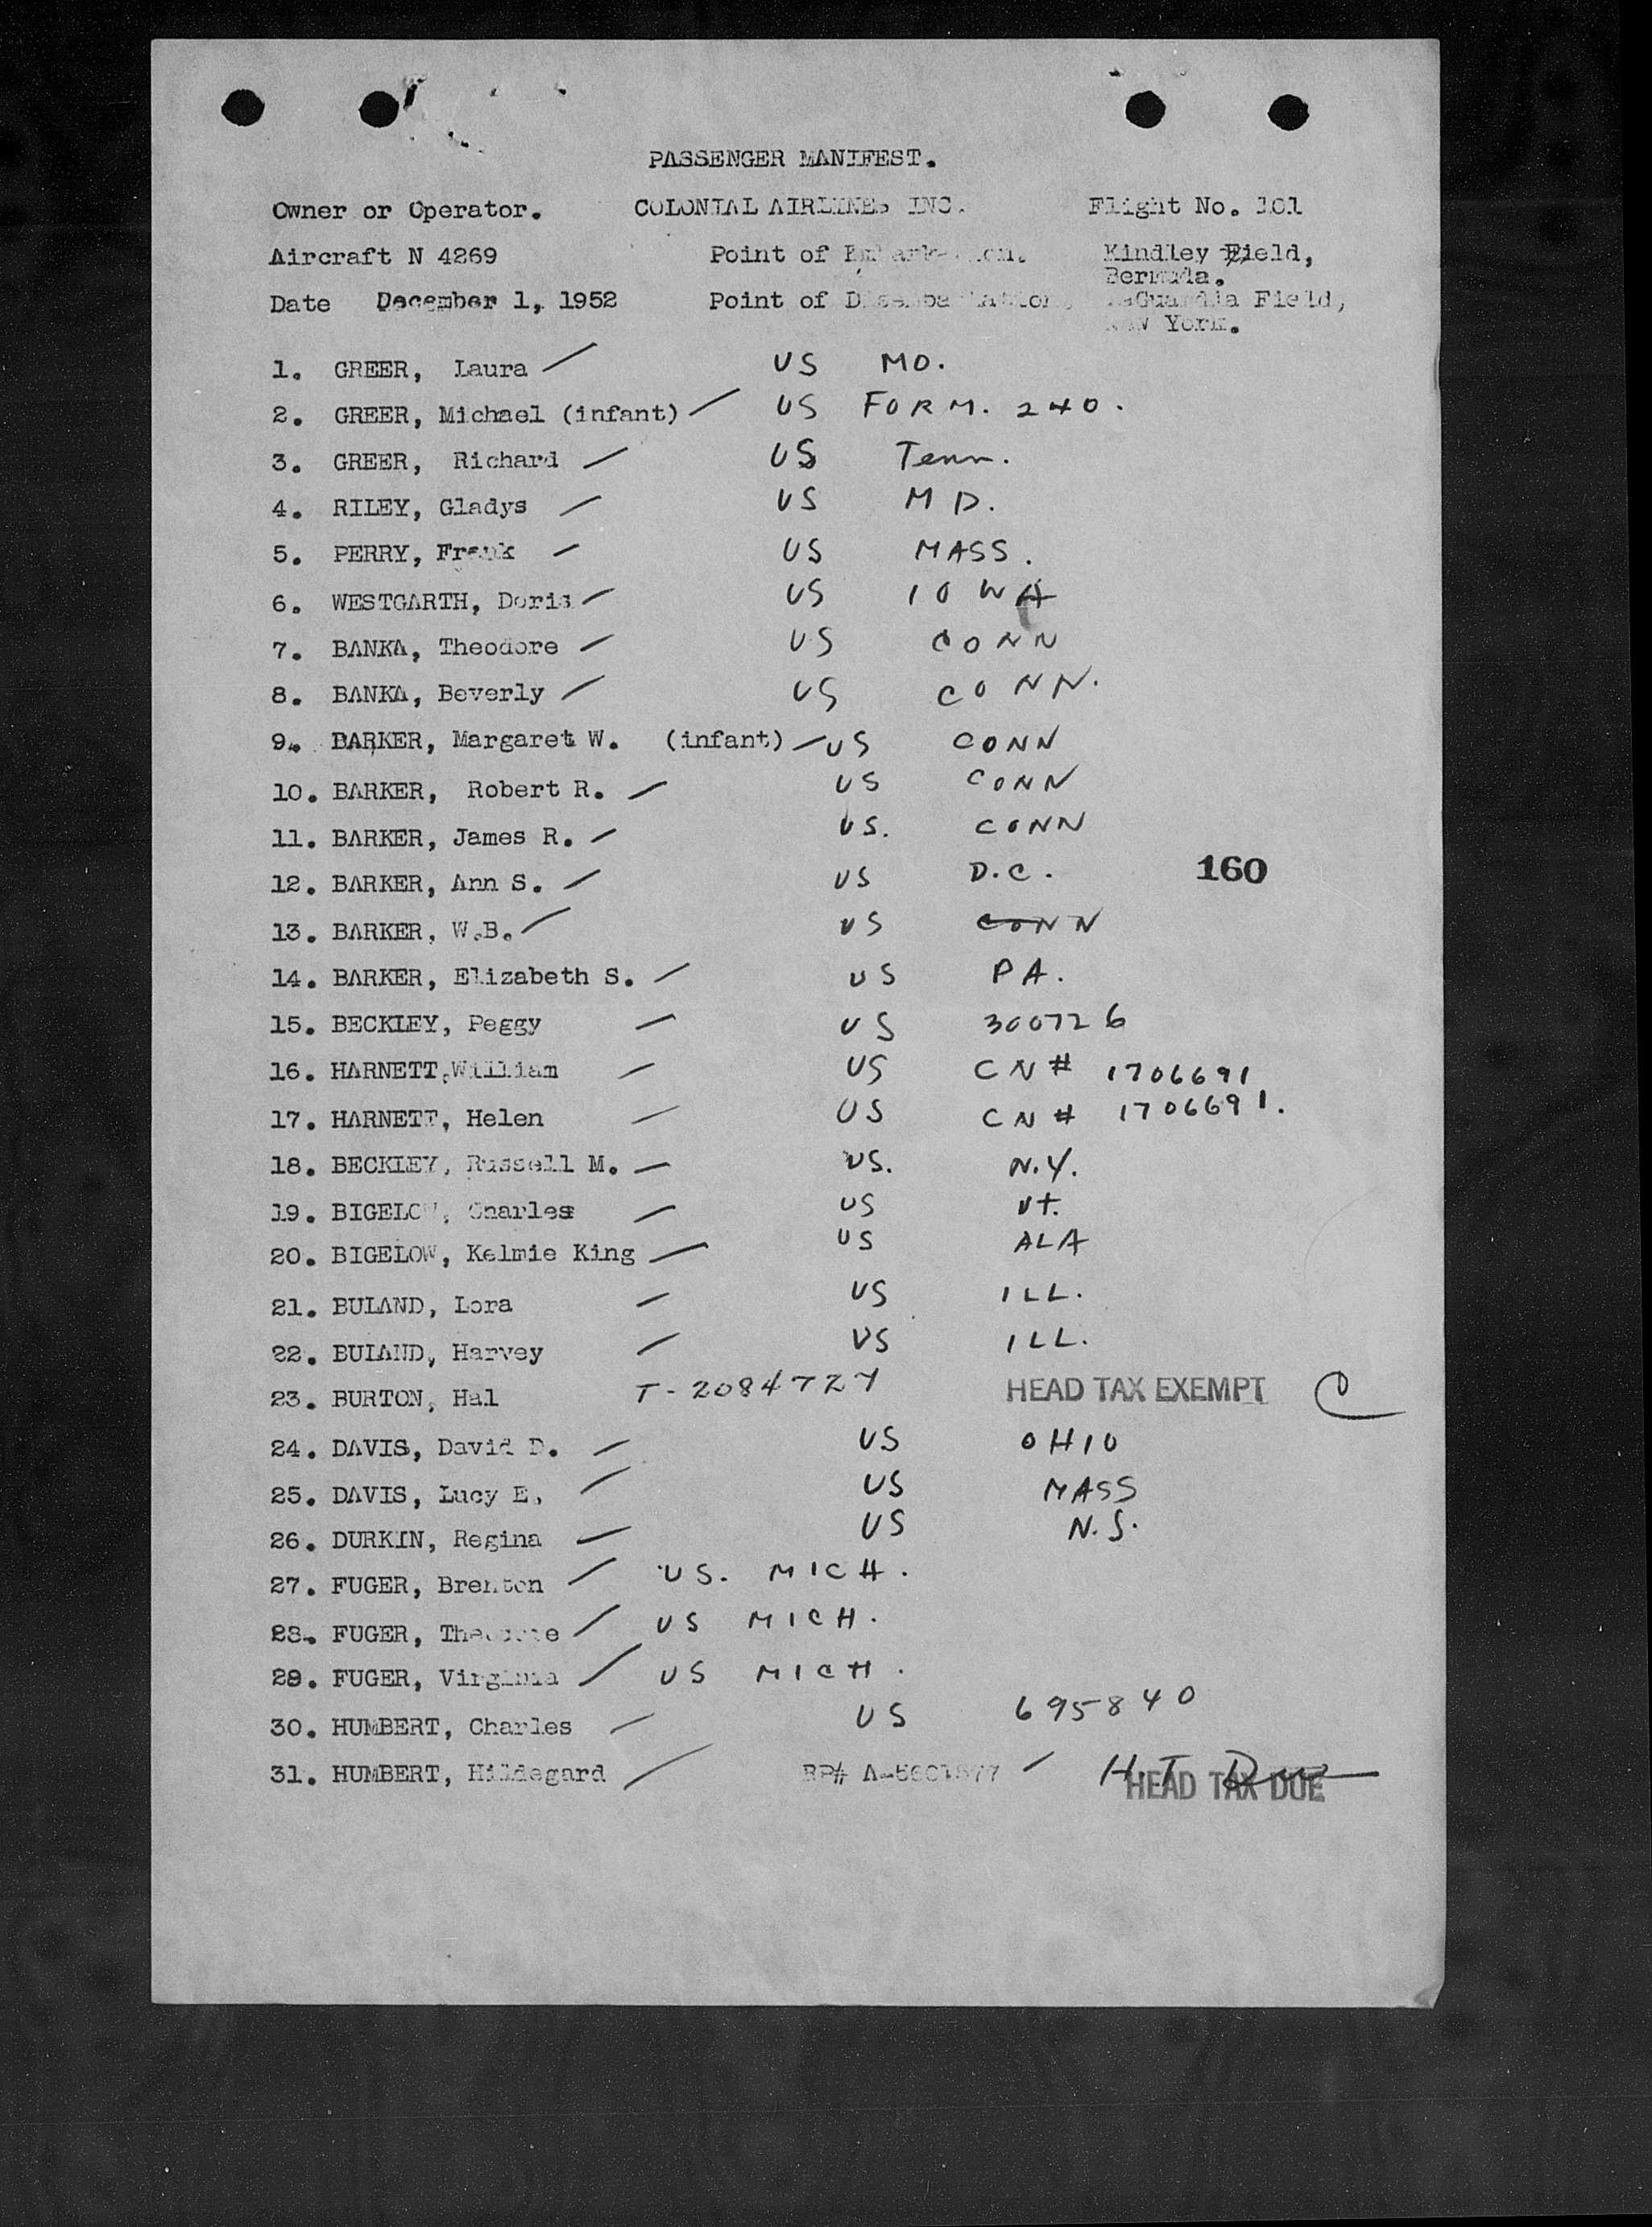 PASSENGER MANIFEST.
Owner or Operator. COLONIAL AIRLINES INC. Flight No. 101
Aircraft N 4269 Point of Embarkation. Kindley Field,
Bermuda.
Date December 1, 1952 Point of Disembarkation, LaGuardia Field,
New York.
1. GREER, Laura US MO.
2. GREER, Michael (infant) US FORM. 240.
3. GREER, Richard US Tenn.
4. RILEY, Gladys US MD.
5. PERRY, Frank US MASS.
6. WESTGARTH, Doris US IOWA
7. BANKA, Theodore US CONN
8. BANKA, Beverly US CONN.
9. BARKER, Margaret W. (infant) US CONN
10. BARKER, Robert R. US CONN
11. BARKER, James R. US. CONN
12. BARKER, Ann S. US D.C. 160
13. BARKER, W.B. US CONN
14. BARKER, Elizabeth S. US PA.
15. BECKLEY, Peggy US 300726
16. HARNETT, William US CN# 1706691
17. HARNETT, Helen US CN# 1706691.
18. BECKLEY, Russell M. US. N.Y.
19. BIGELOW, Charles US Vt.
20. BIGELOW, Kelmie King US ALA
21. BULAND, Lora US ILL.
22. BULAND, Harvey US ILL.
23. BURTON, Hal T-2084727 HEAD TAX EXEMPT C
24. DAVIS, David D. US OHIO
25. DAVIS, Lucy E. US MASS
26. DURKIN, Regina US N.J.
27. FUGER, Brenton US. MICH.
28. FUGER, Theodore US MICH.
29. FUGER, Virginia US MICH.
30. HUMBERT, Charles US 695840
31. HUMBERT, Hildegard RP# H.T Due
HEAD TAX DUE